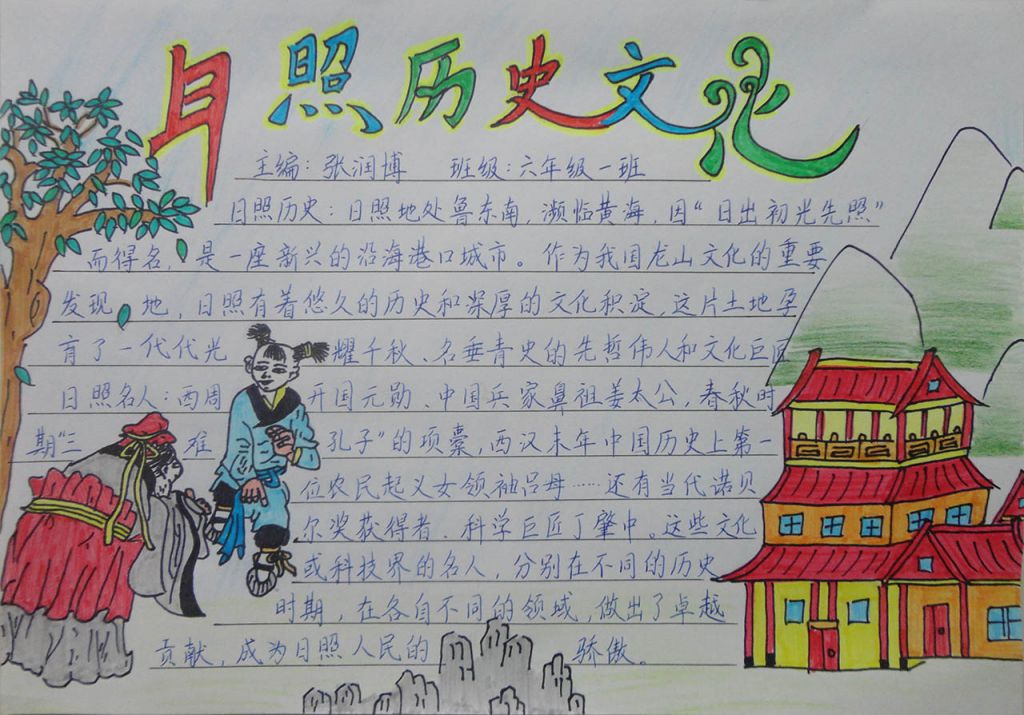 日照历史文化
主编：张润博 班级：六年级一班
日照历史：日照地处鲁东南，濒临黄海，因“日出初光先照”
而得名，是一座新兴的沿海港口城市。作为我国龙山文化的重要
发现 地，日照有着悠久的历史和深厚的文化积淀，这片土地孕
育了一代代光 耀千秋、名垂青史的先哲伟人和文化巨匠
日照名人：西周 开国元勋、中国兵家鼻祖姜太公，春秋时
期“三 难 孔子”的项橐，西汉末年中国历史上第一
位农民起义女领袖吕母……还有当代诺贝
尔奖获得者、科学巨匠丁肇中。这些文化
或科技界的名人，分别在不同的历史
时期，在各自不同的领域，做出了卓越
贡献，成为日照人民的 骄傲。